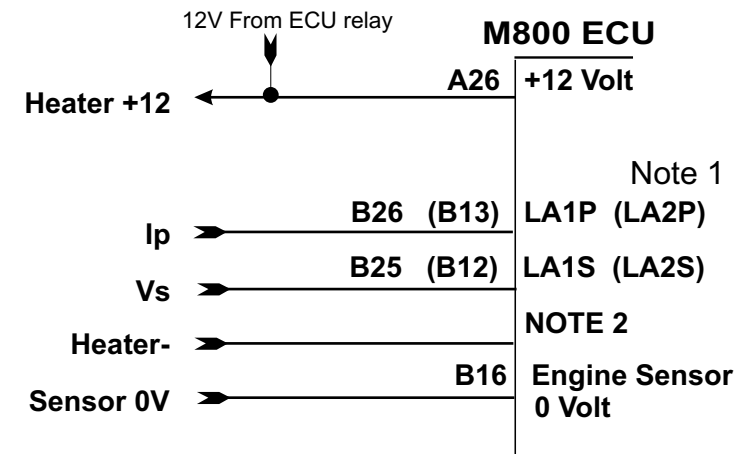 12V From ECU relay
M800 ECU
Heater +12
A26
+12 Volt
Note 1
Ip
B26 (B13)
LA1P (LA2P)
Vs
B25 (B12)
LA1S (LA2S)
Heater-
NOTE 2
Sensor 0V
B16
Engine Sensor
0 Volt